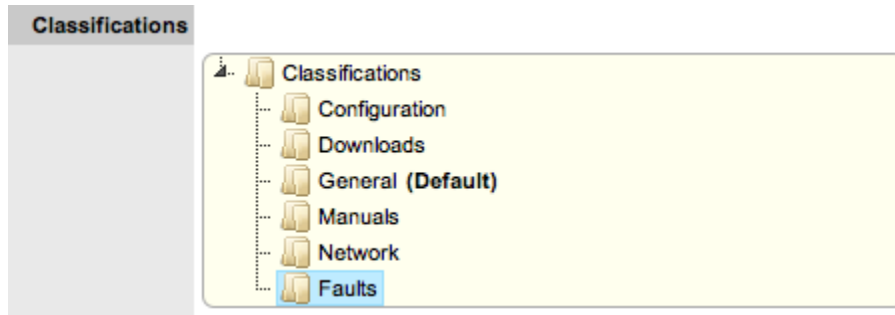 Classifications
Classifications
Configuration
Downloads
General (Default)
Manuals
Network
Faults